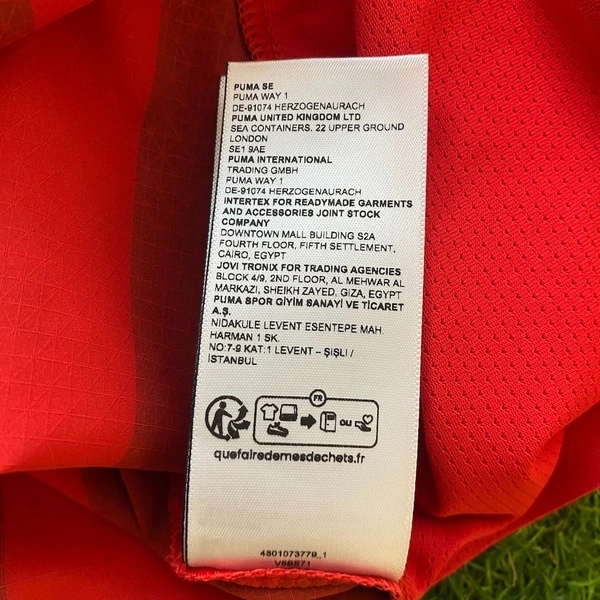 PUMA SE
PUMA WAY 1
DE-91074 HERZOGENAURACH
PUMA UNITED KINGDOM LTD
SEA CONTAINERS. 22 UPPER GROUND
LONDON
SE1 9AE
PUMA INTERNATIONAL
TRADING GMBH
PUMA WAY 1
DE-91074 HERZOGENAURACH
INTERTEX FOR READYMADE GARMENTS
AND ACCESSORIES JOINT STOCK
COMPANY
DOWNTOWN MALL BUILDING S2A
FOURTH FLOOR, FIFTH SETTLEMENT,
CAIRO, EGYPT
JOVI TRONIX FOR TRADING AGENCIES
BLOCK 4/9, 2ND FLOOR, AL MEHWAR AL
MARKAZI, SHEIKH ZAYED, GIZA, EGYPT
PUMA SPOR GİYİM SANAYİ VE TİCARET
A.Ş.
NİDAKULE LEVENT ESENTEPE MAH.
HARMAN 1 SK.
NO:7-9 KAT:1 LEVENT – ŞİŞLİ /
İSTANBUL
FR
OU
quefairedemesdechets.fr
4801073779_1